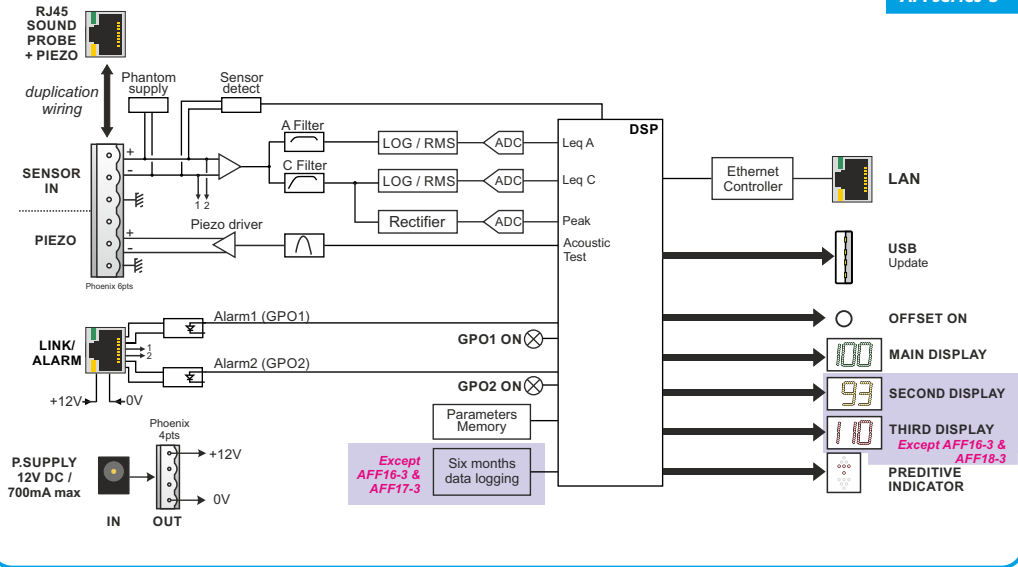 RJ45
SOUND
PROBE
+ PIEZO
duplication
wiring
Phantom
supply
Sensor
detect
A Filter
C Filter
LOG / RMS
ADC
Leq A
LOG / RMS
ADC
Leq C
Rectifier
ADC
Peak
Acoustic
Test
DSP
SENSOR
IN
+
-
1 2
PIEZO
Piezo driver
+
-
Phoenix 6pts
Ethernet
Controller
LAN
USB
Update
OFFSET ON
100
MAIN DISPLAY
93
SECOND DISPLAY
110
THIRD DISPLAY
Except AFF16-3 &
AFF18-3
PREDITIVE
INDICATOR
LINK/
ALARM
Alarm1 (GPO1)
GPO1 ON
1
2
Alarm2 (GPO2)
GPO2 ON
+12V
0V
Parameters
Memory
Except
AFF16-3 &
AFF17-3
Six months
data logging
P.SUPPLY
12V DC /
700mA max
Phoenix
4pts
+12V
0V
IN
OUT